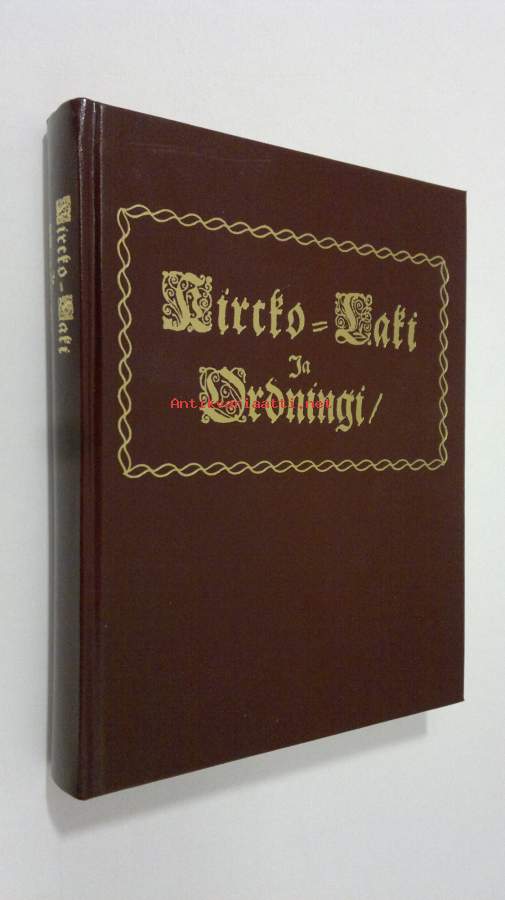 Kircko=Laki
Ja
Ordningi/
Antikvariaatti.net
Kircko=Laki